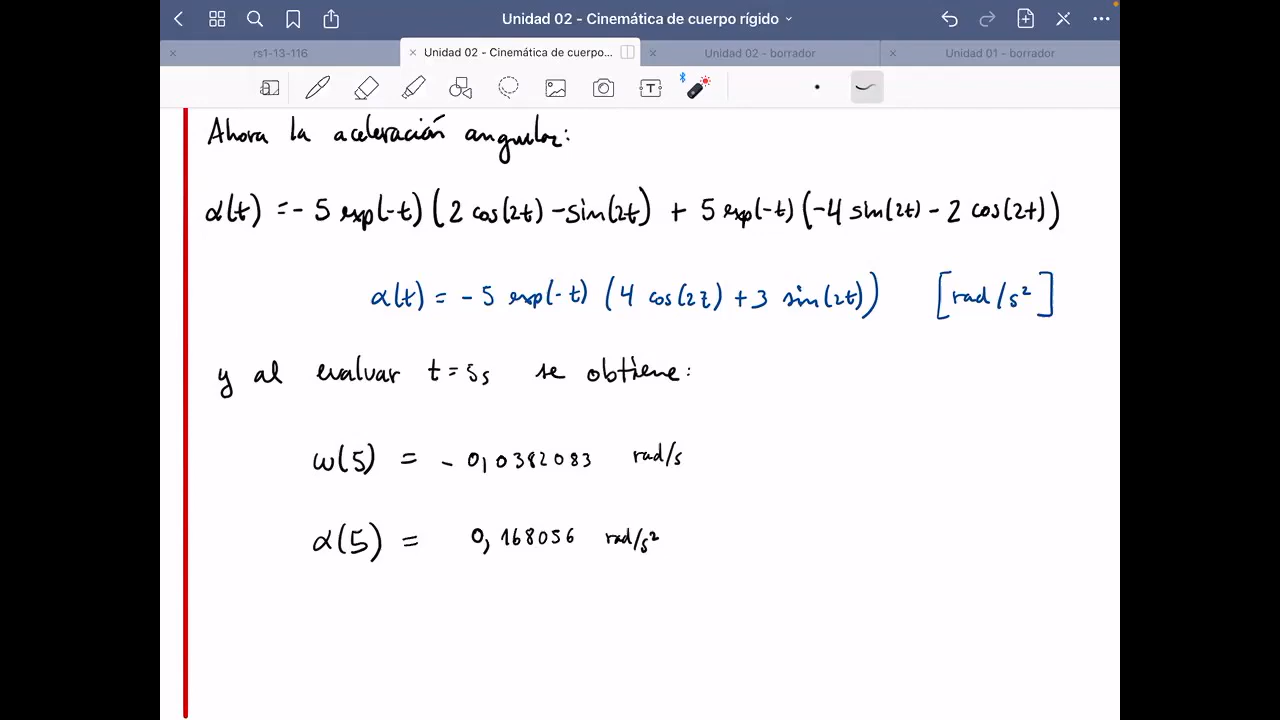 Unidad 02 - Cinemática de cuerpo rígido
rs1-13-116
Unidad 02 - Cinemática de cuerpo...
Unidad 02 - borrador
Unidad 01 - borrador
Ahora la aceleración angular:
α(t) = - 5 exp(-t) (2 cos(2t) - sin(2t) + 5 exp(-t) (-4 sin(2t) - 2 cos(2t))
α(t) = - 5 exp(-t) (4 cos(2t) + 3 sin(2t)) [rad/s²]
y al evaluar t = 5s se obtiene:
ω(5) = - 0,0382083 rad/s
α(5) = 0,168056 rad/s²